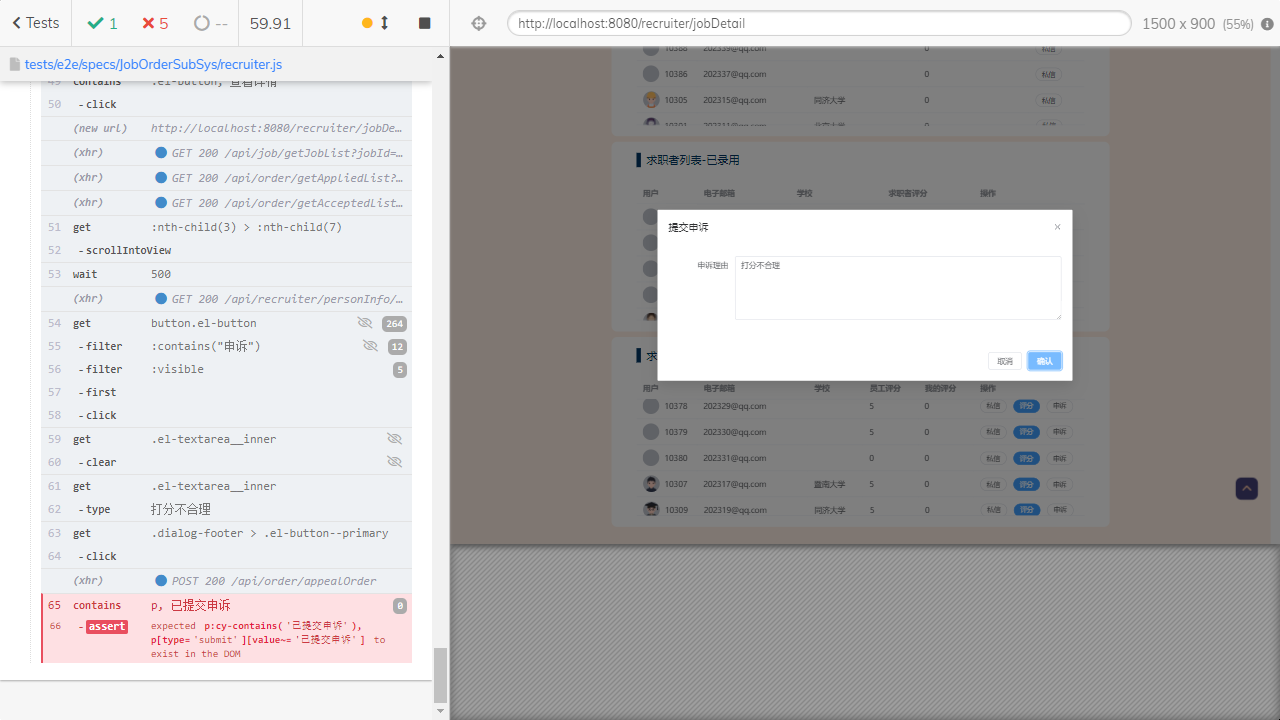 Tests
1
5
--
59.91
http://localhost:8080/recruiter/jobDetail
1500 x 900 (55%)
tests/e2e/specs/JobOrderSubSys/recruiter.js
49 contains .el-button, 查看详情
50 -click
(new url) http://localhost:8080/recruiter/jobDe…
(xhr) GET 200 /api/job/getJobList?jobId=…
(xhr) GET 200 /api/order/getAppliedList?…
(xhr) GET 200 /api/order/getAcceptedList…
51 get :nth-child(3) > :nth-child(7)
52 -scrollIntoView
53 wait 500
(xhr) GET 200 /api/recruiter/personInfo/…
54 get button.el-button 264
55 -filter :contains("申诉") 12
56 -filter :visible 5
57 -first
58 -click
59 get .el-textarea__inner
60 -clear
61 get .el-textarea__inner
62 -type 打分不合理
63 get .dialog-footer > .el-button--primary
64 -click
(xhr) POST 200 /api/order/appealOrder
65 contains p, 已提交申诉 0
66 -assert expected p:cy-contains('已提交申诉'),
p[type='submit'][value~='已提交申诉'] to
exist in the DOM
10386 202337@qq.com 0 私信
10305 202315@qq.com 同济大学 0 私信
求职者列表-已录用
用户 电子邮箱 学校 求职者评分 操作
提交申诉 ×
申诉理由 打分不合理
取消 确认
用户 电子邮箱 学校 员工评分 我的评分 操作
10378 202329@qq.com 5 0 私信 评分 申诉
10379 202330@qq.com 5 0 私信 评分 申诉
10380 202331@qq.com 0 0 私信 评分 申诉
10307 202317@qq.com 暨南大学 5 0 私信 评分 申诉
10309 202319@qq.com 同济大学 5 0 私信 评分 申诉